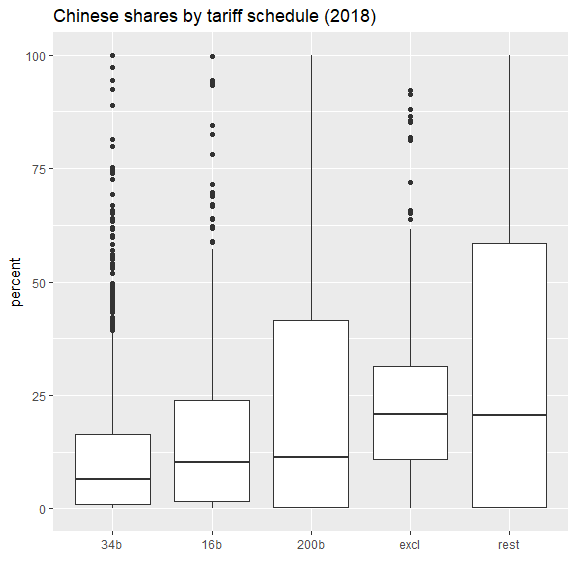 Chinese shares by tariff schedule (2018)
percent
100
75
50
25
0
34b 16b 200b excl rest